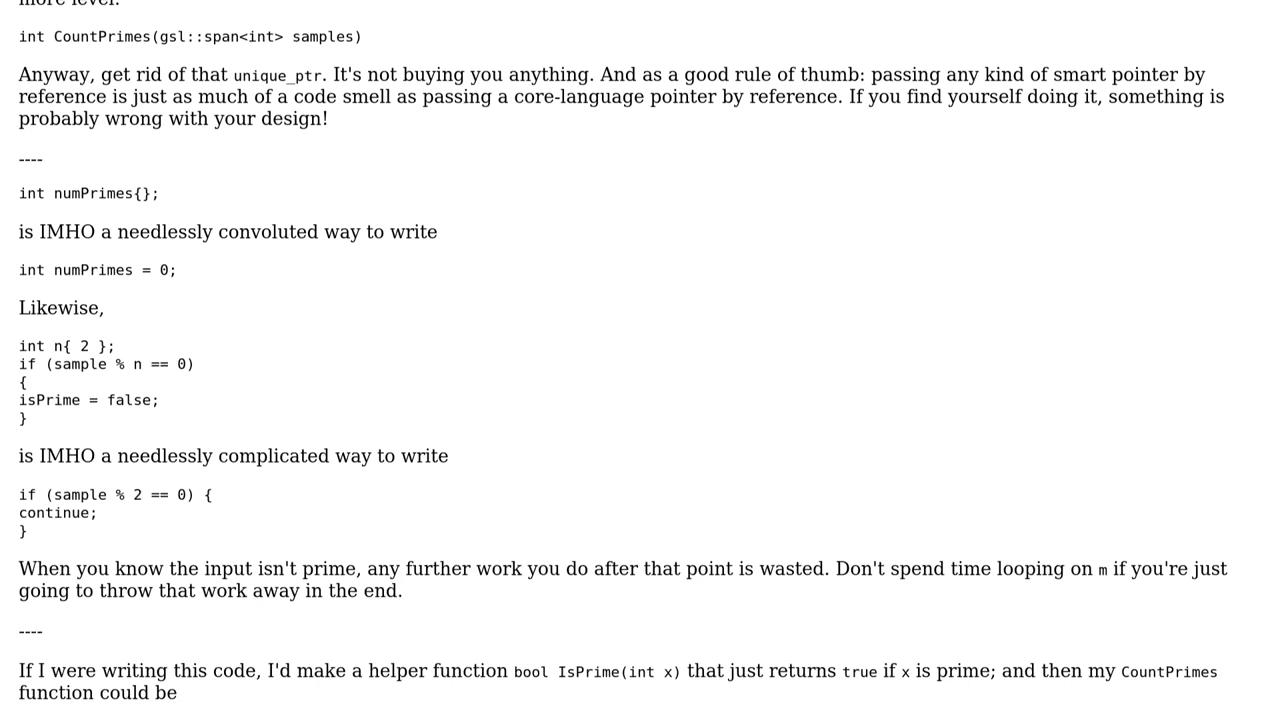 more level.
int CountPrimes(gsl::span<int> samples)
Anyway, get rid of that unique_ptr. It's not buying you anything. And as a good rule of thumb: passing any kind of smart pointer by
reference is just as much of a code smell as passing a core-language pointer by reference. If you find yourself doing it, something is
probably wrong with your design!
----
int numPrimes{};
is IMHO a needlessly convoluted way to write
int numPrimes = 0;
Likewise,
int n{ 2 };
if (sample % n == 0)
{
isPrime = false;
}
is IMHO a needlessly complicated way to write
if (sample % 2 == 0) {
continue;
}
When you know the input isn't prime, any further work you do after that point is wasted. Don't spend time looping on m if you're just
going to throw that work away in the end.
----
If I were writing this code, I'd make a helper function bool IsPrime(int x) that just returns true if x is prime; and then my CountPrimes
function could be